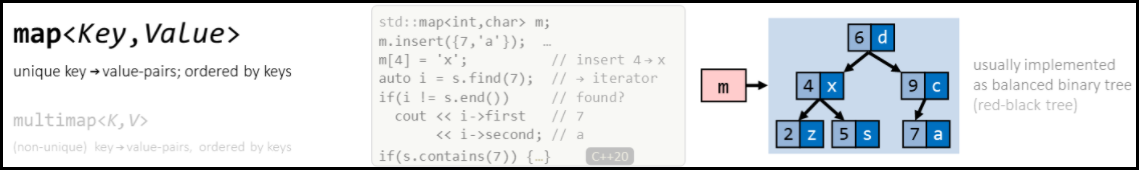 map<Key,Value>
unique key → value-pairs; ordered by keys
multimap<K,V>
(non-unique) key → value-pairs, ordered by keys
std::map<int,char> m;
m.insert({7,'a'}); …
m[4] = 'x'; // insert 4 → x
auto i = s.find(7); // → iterator
if(i != s.end()) // found?
cout << i->first // 7
<< i->second; // a
if(s.contains(7)) {…} C++20
m
6 d
4 x 9 c
2 z 5 s 7 a
usually implemented
as balanced binary tree
(red-black tree)